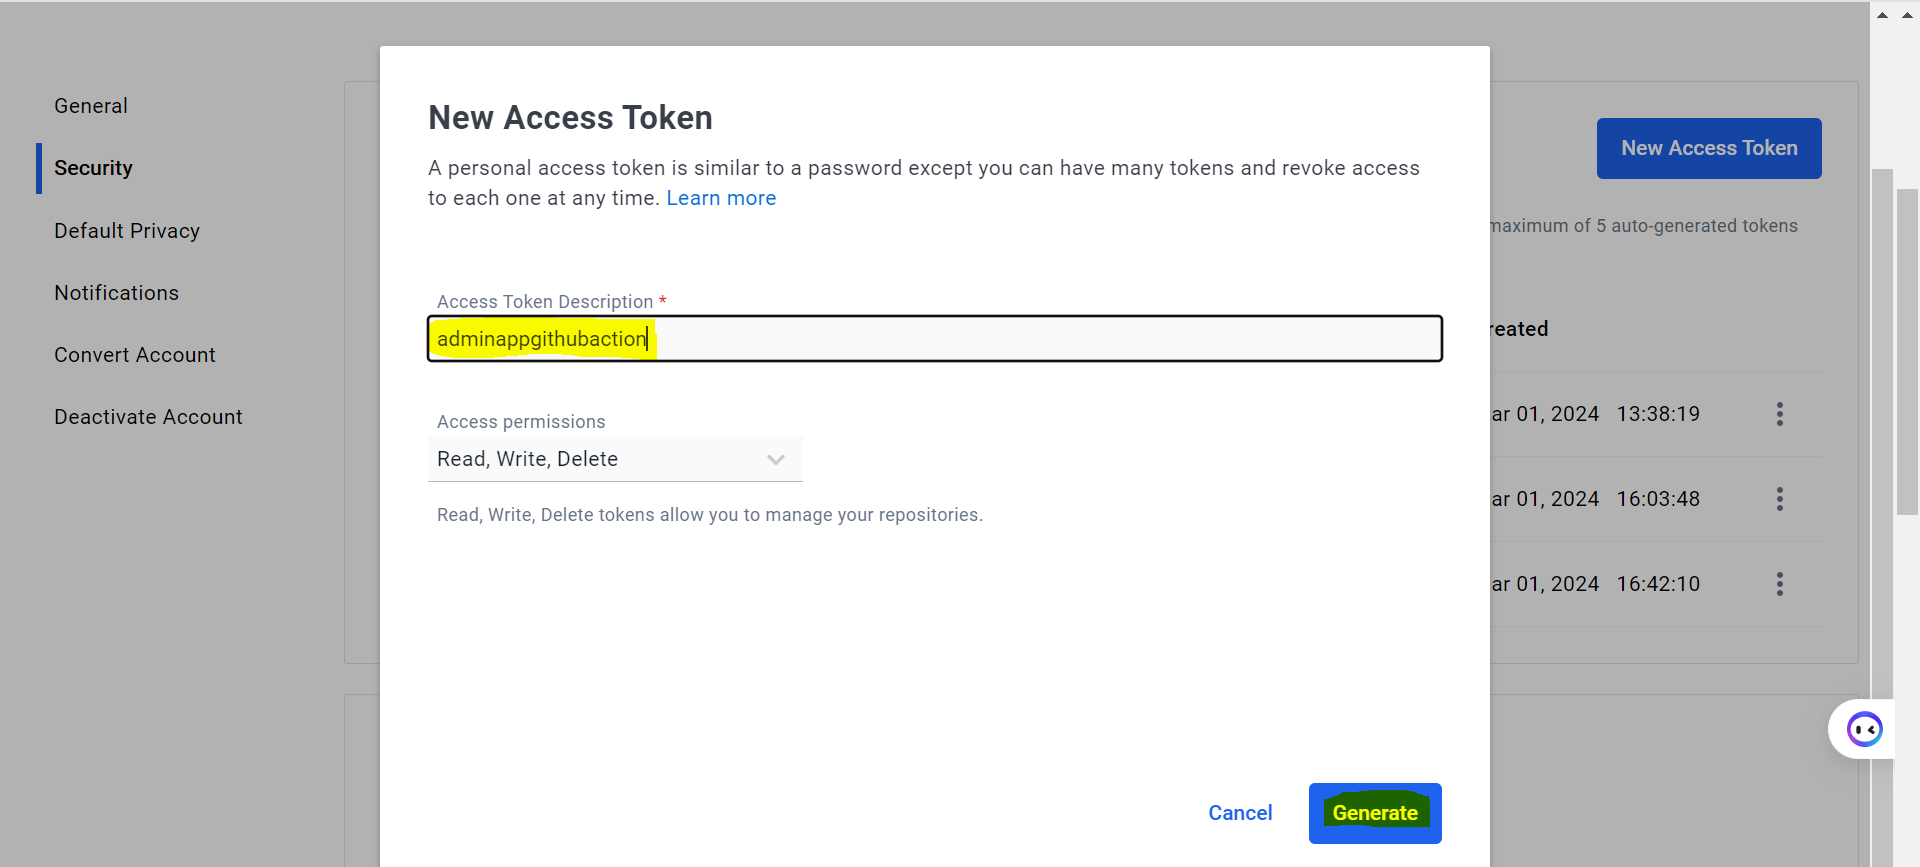 General
Security
Default Privacy
Notifications
Convert Account
Deactivate Account
New Access Token
A personal access token is similar to a password except you can have many tokens and revoke access
to each one at any time. Learn more
Access Token Description *
adminappgithubaction
Access permissions
Read, Write, Delete
Read, Write, Delete tokens allow you to manage your repositories.
Cancel
Generate
New Access Token
maximum of 5 auto-generated tokens
reated
ar 01, 2024 13:38:19
ar 01, 2024 16:03:48
ar 01, 2024 16:42:10